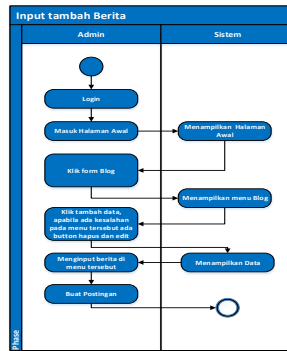 Input tambah Berita
Admin
Sistem
Login
Masuk Halaman Awal
Menampilkan Halaman
Awal
Klik form Blog
Menampilkan menu Blog
Klik tambah data,
apabila ada kesalahan
pada menu tersebut ada
button hapus dan edit
Menampilkan Data
Menginput berita di
menu tersebut
Buat Postingan
Phase